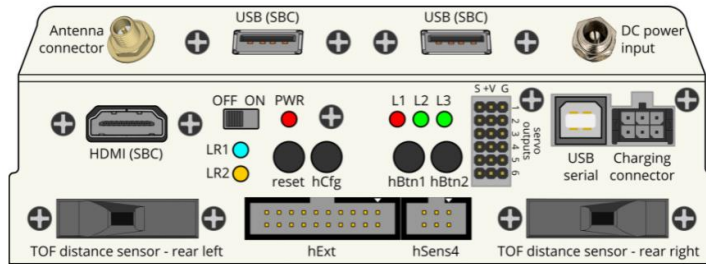 Antenna
connector
USB (SBC)
USB (SBC)
DC power
input
HDMI (SBC)
OFF ON
PWR
LR1
LR2
reset
hCfg
L1 L2 L3
hBtn1 hBtn2
S +V G
1
2
3
4
5
6
servo
outputs
USB
serial
Charging
connector
TOF distance sensor - rear left
hExt
hSens4
TOF distance sensor - rear right